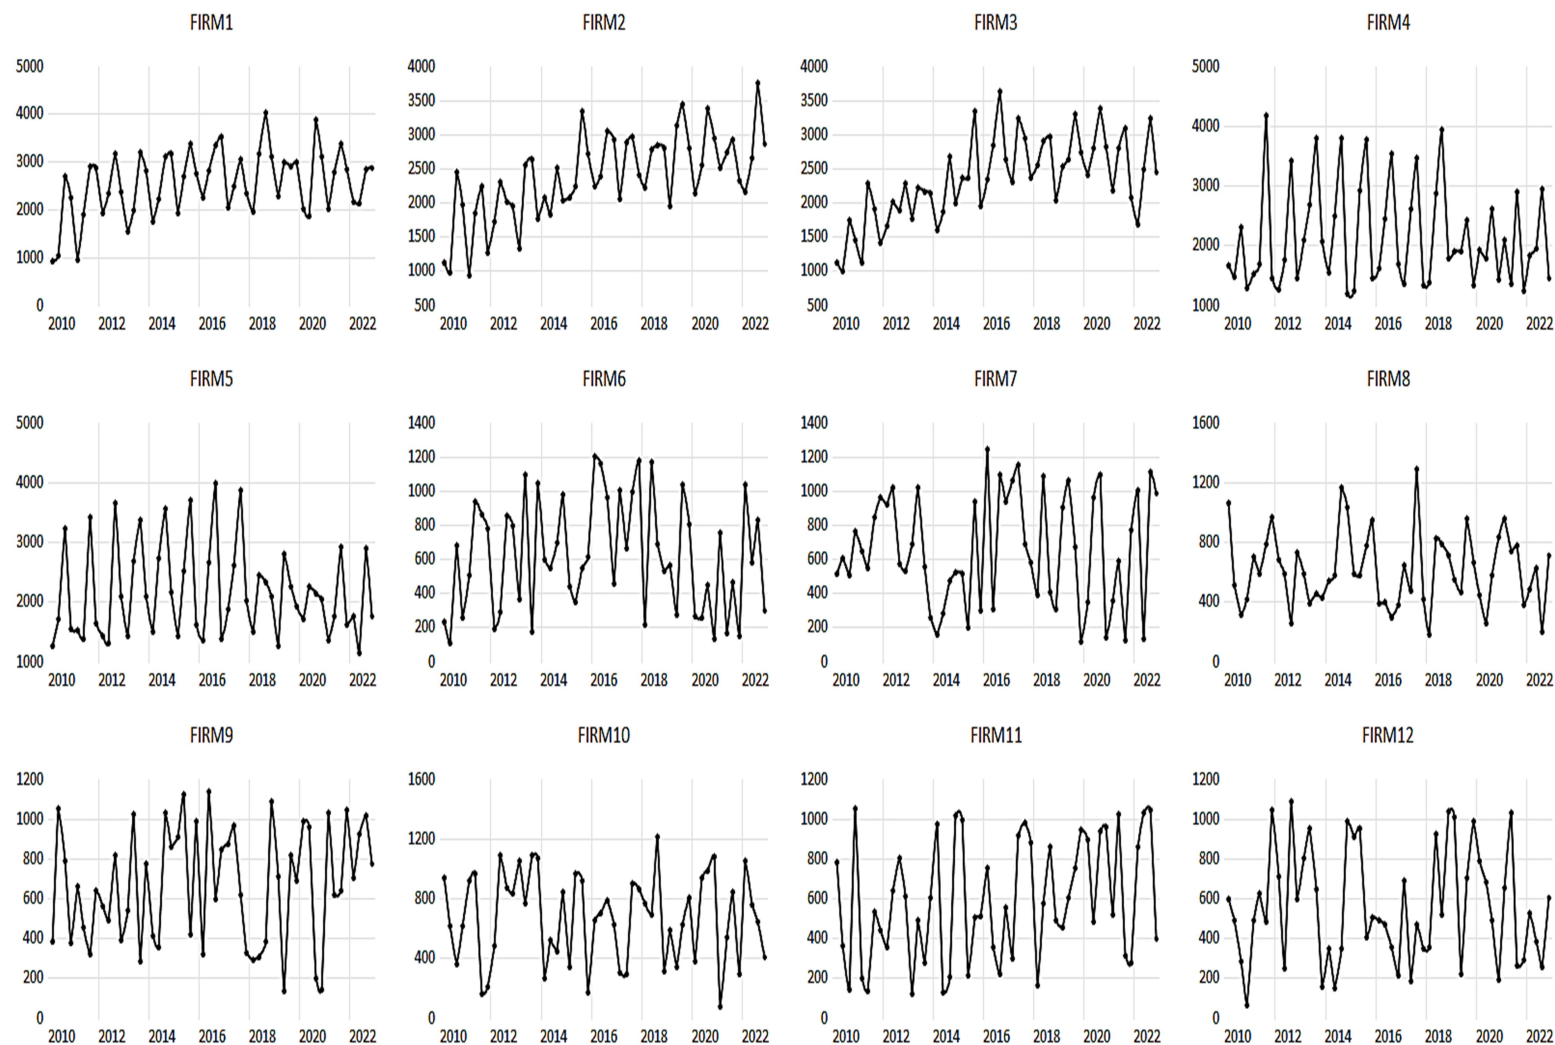 FIRM1 FIRM2 FIRM3 FIRM4
5000 4000 4000 5000
4000 3500 3500 4000
3000 3000 3000 3000
2000 2500 2500 2000
1000 2000 2000 1000
0 1500 1500
1000 1000
500 500
2010 2012 2014 2016 2018 2020 2022 2010 2012 2014 2016 2018 2020 2022 2010 2012 2014 2016 2018 2020 2022 2010 2012 2014 2016 2018 2020 2022
FIRM5 FIRM6 FIRM7 FIRM8
5000 1400 1400 1600
4000 1200 1200 1200
3000 1000 1000 800
2000 800 800 400
1000 600 600 0
400 400
200 200
0 0
2010 2012 2014 2016 2018 2020 2022 2010 2012 2014 2016 2018 2020 2022 2010 2012 2014 2016 2018 2020 2022 2010 2012 2014 2016 2018 2020 2022
FIRM9 FIRM10 FIRM11 FIRM12
1200 1600 1200 1200
1000 1200 1000 1000
800 800 800 800
600 400 600 600
400 0 400 400
200 200 200
0 0 0
2010 2012 2014 2016 2018 2020 2022 2010 2012 2014 2016 2018 2020 2022 2010 2012 2014 2016 2018 2020 2022 2010 2012 2014 2016 2018 2020 2022